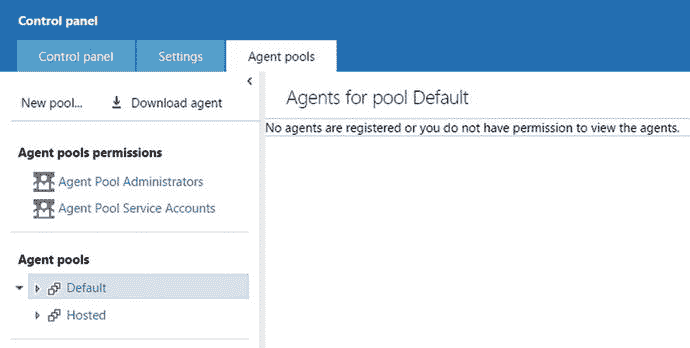 Control panel
Control panel Settings Agent pools
New pool... Download agent
Agent pools permissions
Agent Pool Administrators
Agent Pool Service Accounts
Agent pools
Default
Hosted
Agents for pool Default
No agents are registered or you do not have permission to view the agents.